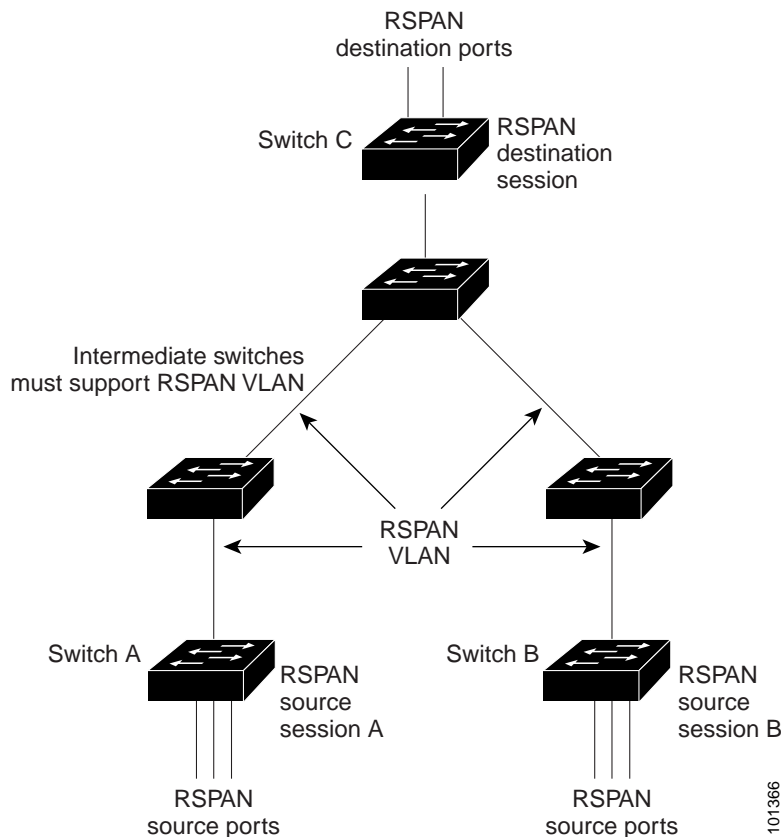 RSPAN
destination ports
Switch C
RSPAN
destination
session
Intermediate switches
must support RSPAN VLAN
RSPAN
VLAN
Switch A
RSPAN
source
session A
Switch B
RSPAN
source
session B
RSPAN
source ports
RSPAN
source ports
101366